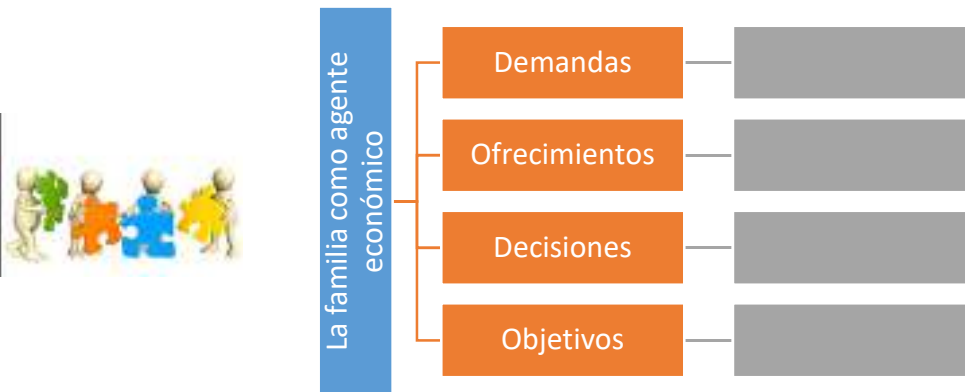 La familia como agente
económico
Demandas
Ofrecimientos
Decisiones
Objetivos